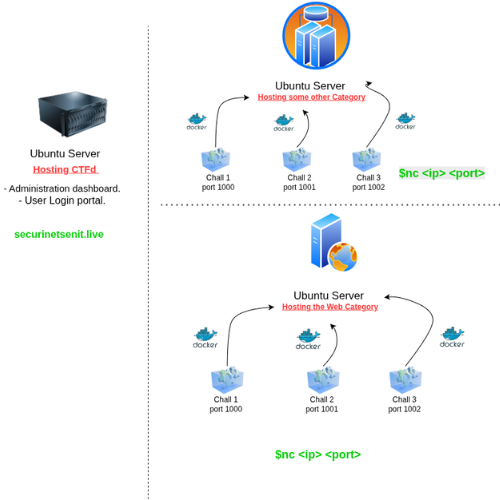 Ubuntu Server
Hosting CTFd
- Administration dashboard.
- User Login portal.
securinetsenit.live
Ubuntu Server
Hosting some other Category
docker
docker
docker
Chall 1
port 1000
Chall 2
port 1001
Chall 3
port 1002
$nc <ip> <port>
Ubuntu Server
Hosting the Web Category
docker
docker
docker
Chall 1
port 1000
Chall 2
port 1001
Chall 3
port 1002
$nc <ip> <port>